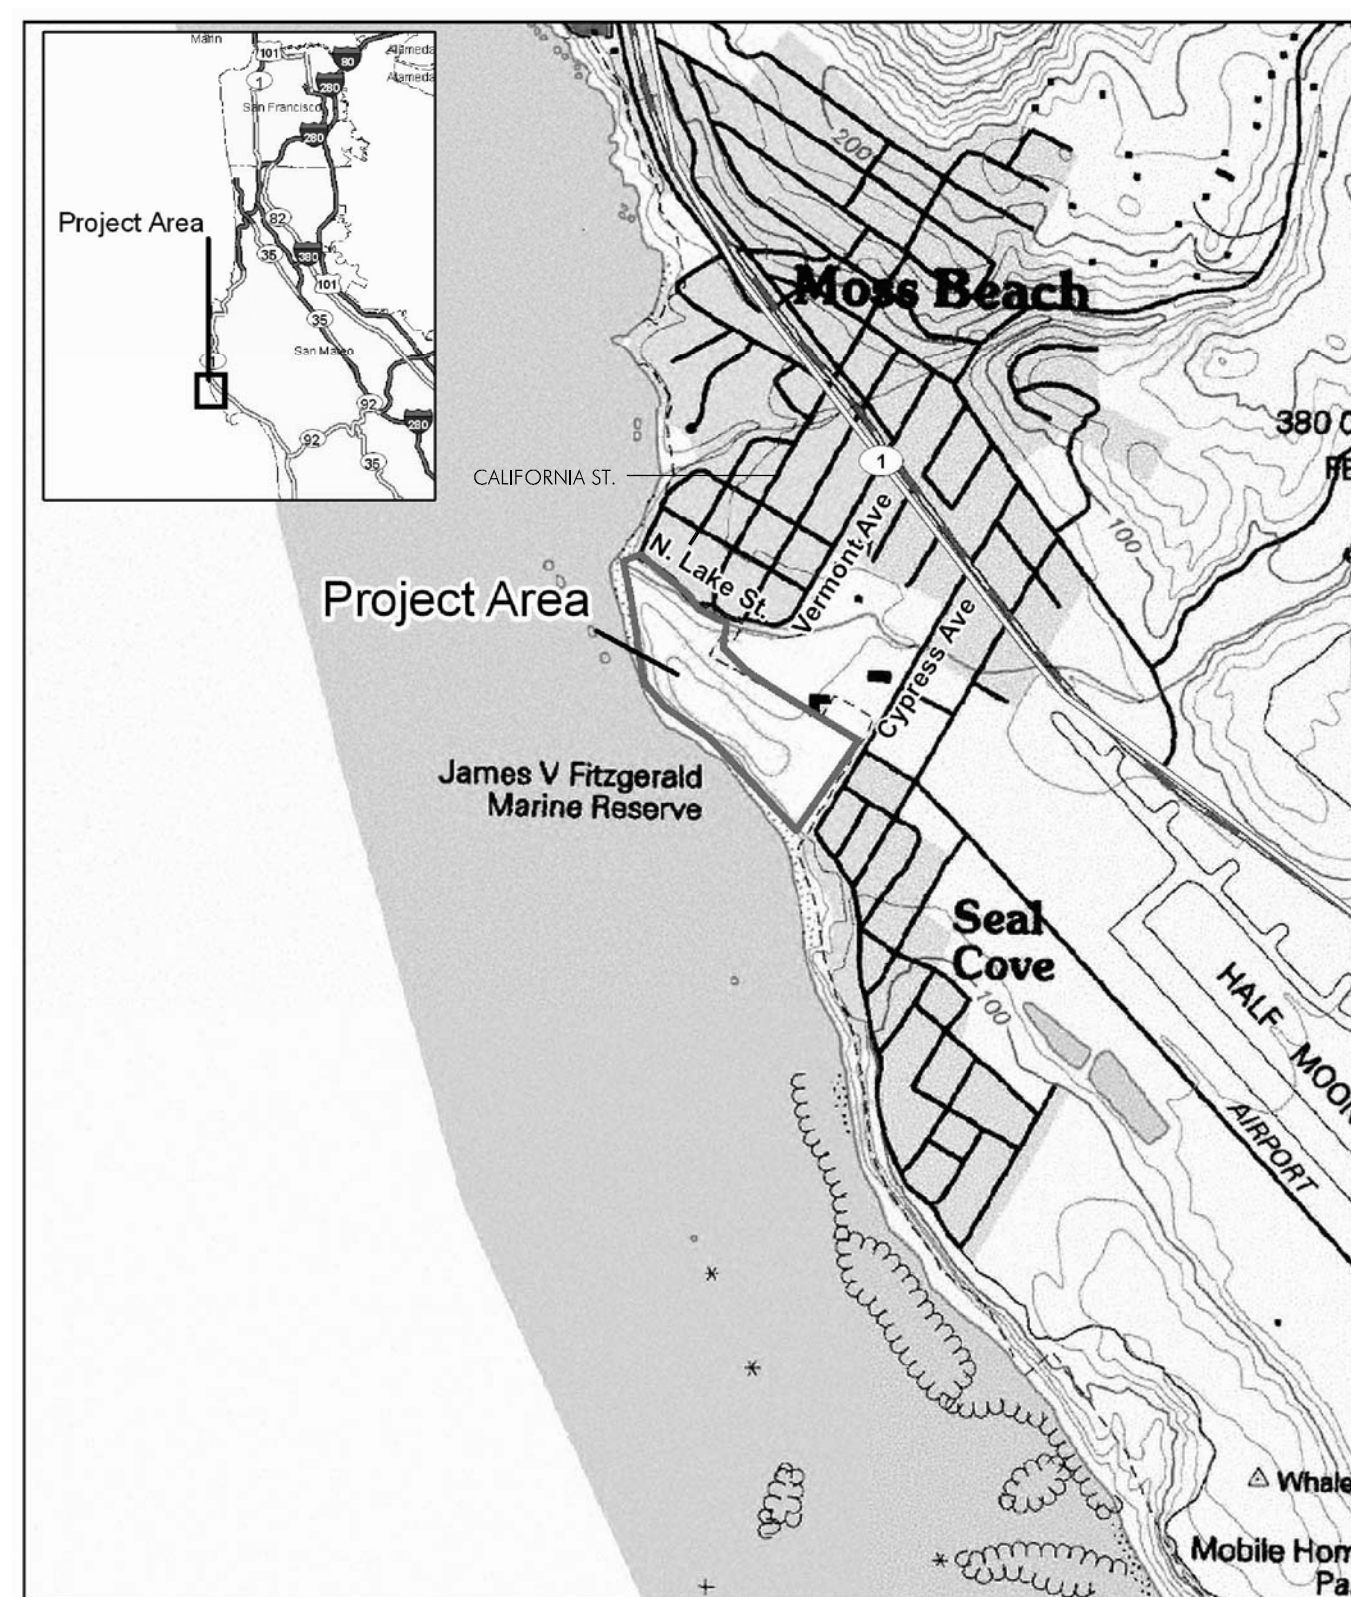 Marin
101
80
Alameda
Alameda
1
280
San Francisco
280
Project Area
82
35
380
101
35
San Mateo
1
92
280
92
35
200
Moss Beach
380
1
CALIFORNIA ST.
100
N. Lake St.
Vermont Ave
Project Area
Cypress Ave
James V Fitzgerald
Marine Reserve
Seal
Cove
100
HALF
MOON
AIRPORT
Whale
Mobile Hom
Pa